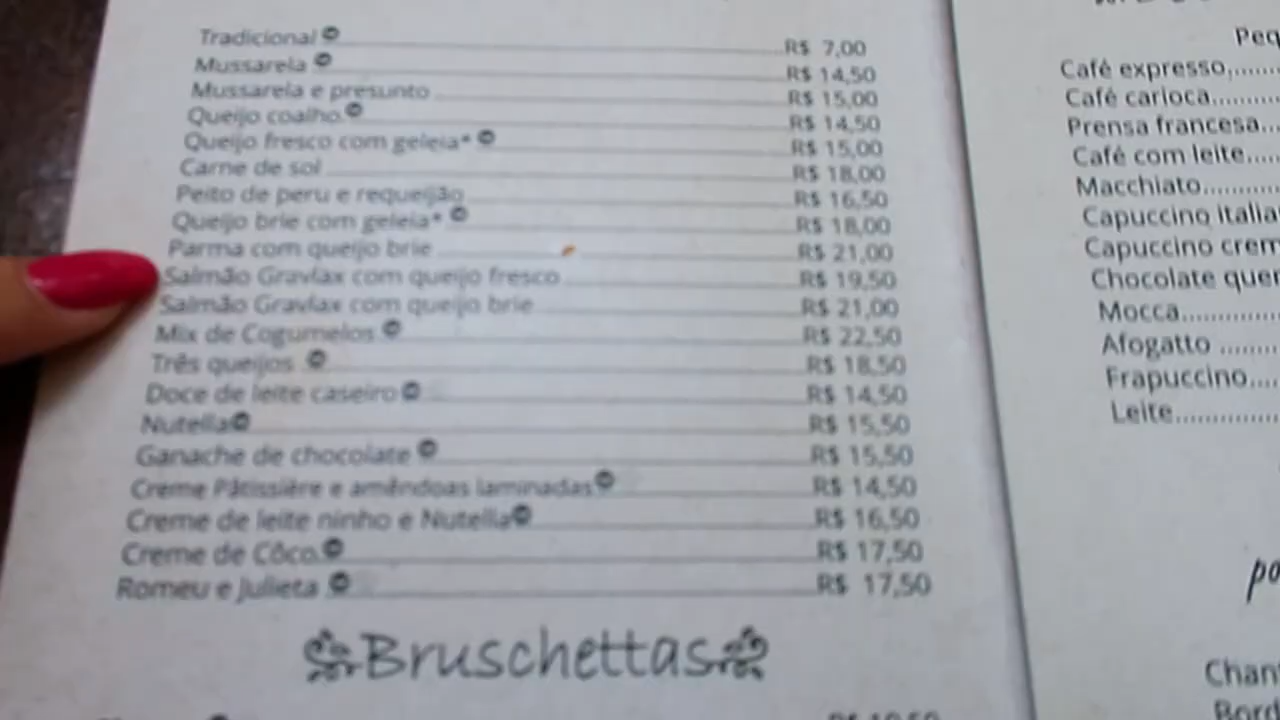 Tradicional R$ 7,00
Mussarela R$ 14,50
Mussarela e presunto R$ 15,00
Queijo coalho R$ 14,50
Queijo fresco com geleia* R$ 15,00
Carne de sol R$ 18,00
Peito de peru e requeijão R$ 16,50
Queijo brie com geleia* R$ 18,00
Parma com queijo brie R$ 21,00
Salmão Gravlax com queijo fresco R$ 19,50
Salmão Gravlax com queijo brie R$ 21,00
Mix de Cogumelos R$ 22,50
Três queijos R$ 18,50
Doce de leite caseiro R$ 14,50
Nutella R$ 15,50
Ganache de chocolate R$ 15,50
Creme Pâtissière e amêndoas laminadas R$ 14,50
Creme de leite ninho e Nutella R$ 16,50
Creme de Côco R$ 17,50
Romeu e Julieta R$ 17,50
Bruschettas
Café expresso,.......
Café carioca..........
Prensa francesa...
Café com leite....
Macchiato.........
Capuccino
Capuccino
Chocolate
Mocca............
Afogatto ........
Frapuccino....
Leite..............